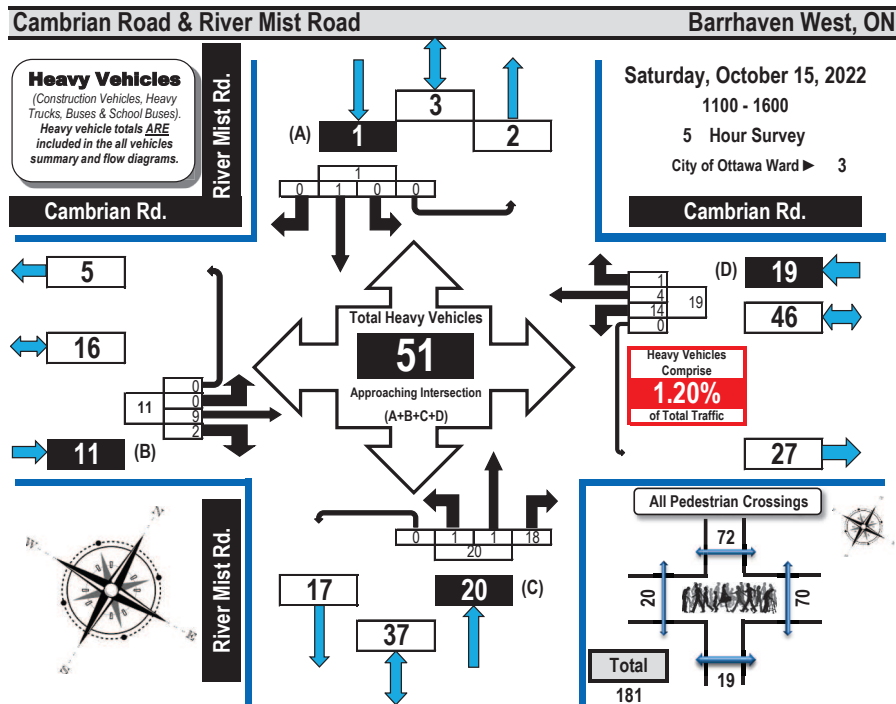 Cambrian Road & River Mist Road
Barrhaven West, ON
Heavy Vehicles
(Construction Vehicles, Heavy
Trucks, Buses & School Buses).
Heavy vehicle totals ARE
included in the all vehicles
summary and flow diagrams.
River Mist Rd.
Cambrian Rd.
(A)
1
3
2
1
0
1
0
0
Saturday, October 15, 2022
1100 - 1600
5 Hour Survey
City of Ottawa Ward ► 3
Cambrian Rd.
5
16
0
0
9
2
11
11
(B)
Total Heavy Vehicles
51
Approaching Intersection
(A+B+C+D)
1
4
14
0
19
(D)
19
46
Heavy Vehicles
Comprise
1.20%
of Total Traffic
27
N
W
E
S
River Mist Rd.
0
1
1
18
20
17
20
(C)
37
All Pedestrian Crossings
72
20
70
19
Total
181